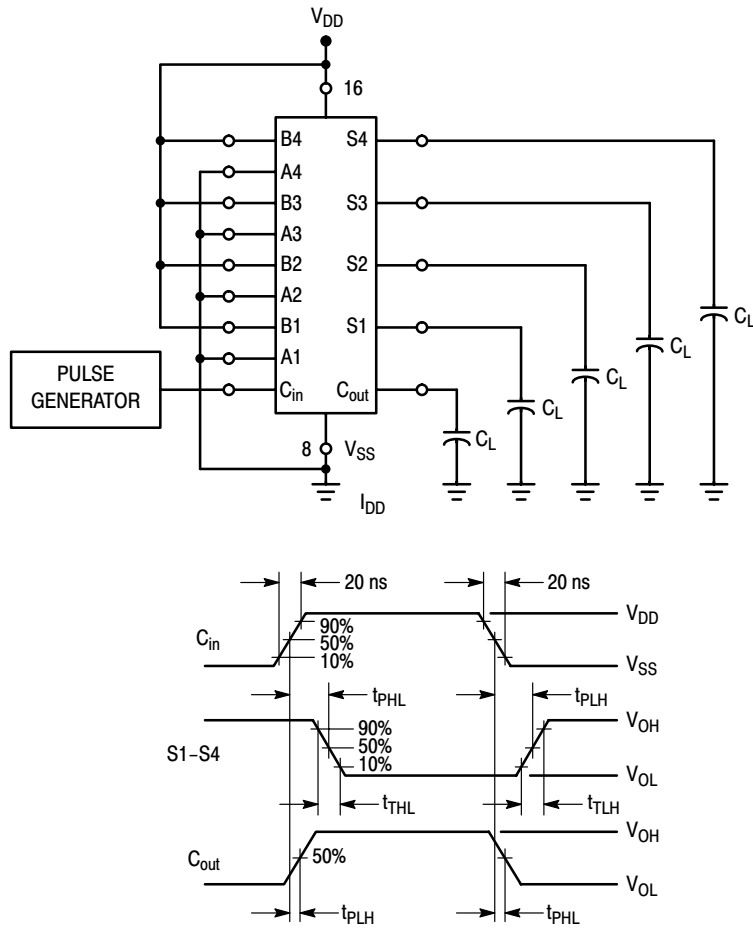 VDD
16
B4 S4
A4
B3 S3
A3
B2 S2
A2
B1 S1
A1
Cin Cout
PULSE
GENERATOR
CL
CL
CL
CL
CL
8 VSS
IDD
20 ns 20 ns
Cin
90%
50%
10%
VDD
VSS
tPHL tPLH
S1–S4
90%
50%
10%
VOH
VOL
tTHL tTLH
Cout
50%
VOH
VOL
tPLH tPHL